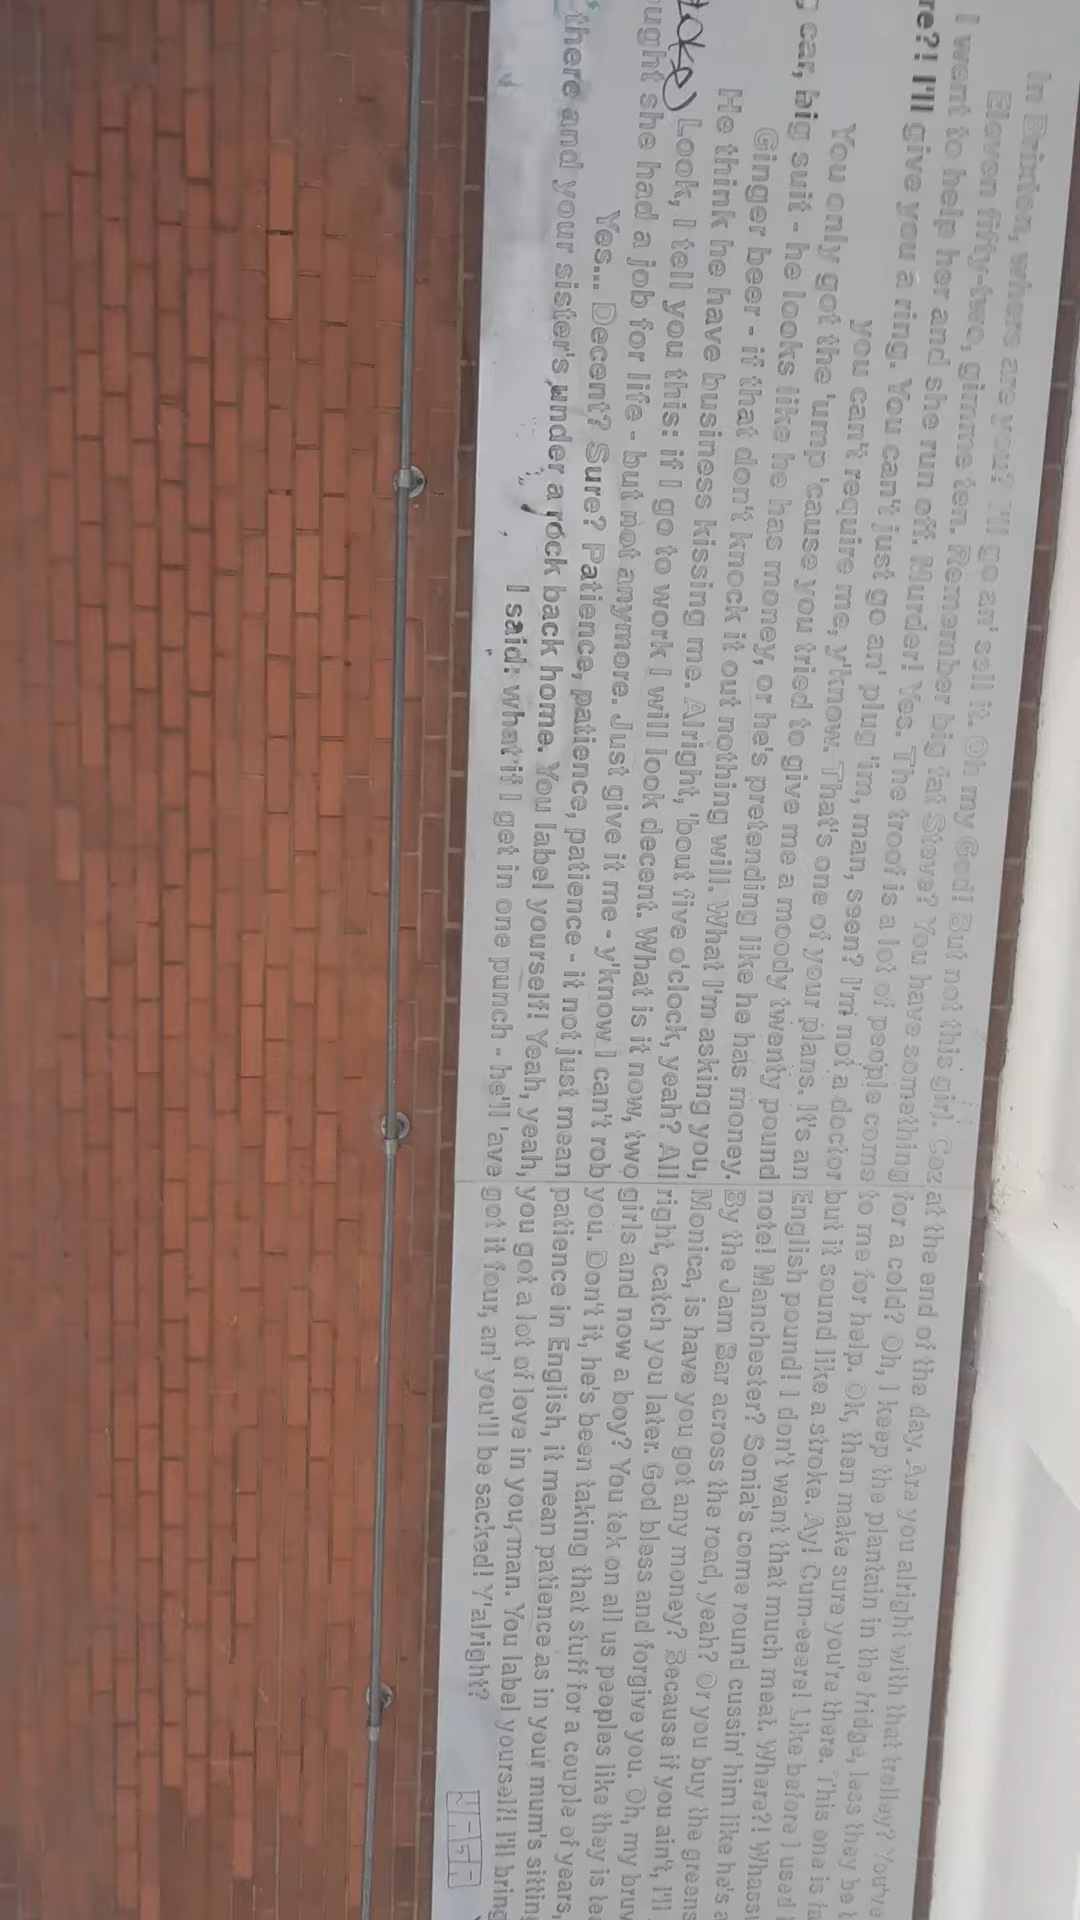 In Brixton, where are you? I'll go an' sell it. Oh my God! But not this girl. Coz at the end of the day. Are you alright with that trolley? You've
Eleven fifty-two, gimme ten. Remember big fat Steve? You have something for a cold? Oh, I keep the plantain in the fridge, less they be t
I went to help her and she run off. Murder! Yes. The troof is a lot of people come to me for help. Ok, then make sure you're there. This one is fa
re?! I'll give you a ring. You can't just go an' plug 'im, man, seen? I'm not a doctor but it sound like a stroke. Ay! Cum-eeere! Like before I used
you can't require me, y'know. That's one of your plans. It's an English pound! I don't want that much meat. Where?! Whass
You only got the 'ump 'cause you tried to give me a moody twenty pound note! Manchester? Sonia's come round cussin' him like he's a
g car, big suit - he looks like he has money, or he's pretending like he has money. By the Jam Bar across the road, yeah? Or you buy the greens
Ginger beer - if that don't knock it out nothing will. What I'm asking you, Monica, is have you got any money? Because if you ain't, I'll
He think he have business kissing me. Alright, 'bout five o'clock, yeah? All right, catch you later. God bless and forgive you. Oh, my bruv
Look, I tell you this: if I go to work I will look decent. What is it now, two girls and now a boy? You tek on all us peoples like they is te
ught she had a job for life - but not anymore. Just give it me - y'know I can't rob you. Don't it, he's been taking that stuff for a couple of years,
Yes... Decent? Sure? Patience, patience, patience - it not just mean patience in English, it mean patience as in your mum's sitting
there and your sister's under a rock back home. You label yourself! Yeah, yeah, you got a lot of love in you, man. You label yourself! I'll bring
I said: what if I get in one punch - he'll 'ave got it four, an' you'll be sacked! Y'alright?